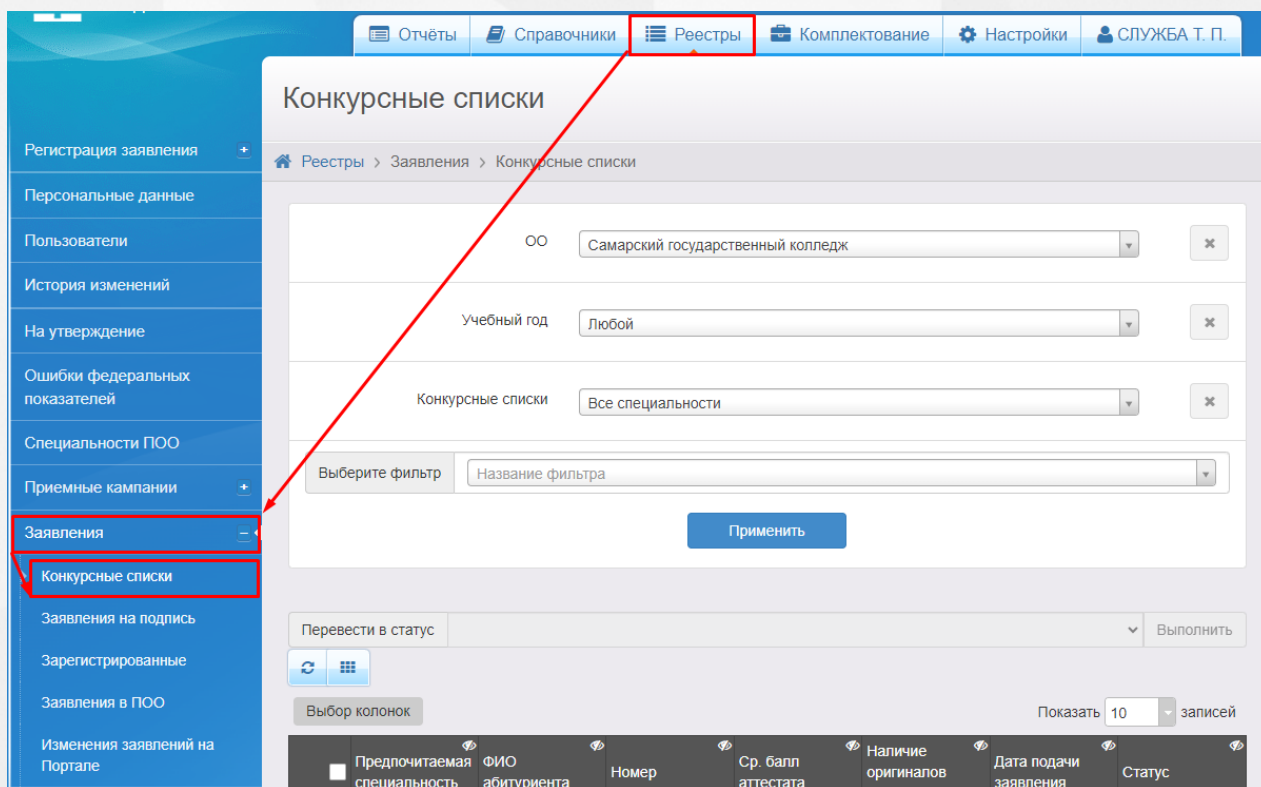 Отчёты
Справочники
Реестры
Комплектование
Настройки
СЛУЖБА Т. П.
Конкурсные списки
Реестры > Заявления > Конкурсные списки
Регистрация заявления
Персональные данные
Пользователи
История изменений
На утверждение
Ошибки федеральных
показателей
Специальности ПОО
Приемные кампании
Заявления
Конкурсные списки
Заявления на подпись
Зарегистрированные
Заявления в ПОО
Изменения заявлений на
Портале
ОО
Самарский государственный колледж
Учебный год
Любой
Конкурсные списки
Все специальности
Выберите фильтр
Название фильтра
Применить
Перевести в статус
Выполнить
Выбор колонок
Показать 10 записей
Предпочитаемая
специальность
ФИО
абитуриента
Номер
Ср. балл
аттестата
Наличие
оригиналов
Дата подачи
заявления
Статус